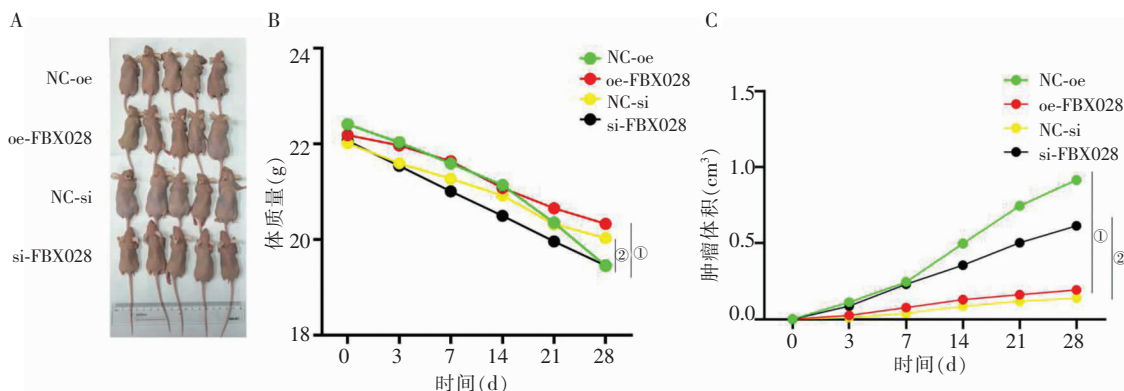 A
NC-oe
oe-FBX028
NC-si
si-FBX028
B
24
22
20
18
体质量(g)
0 3 7 14 21 28
时间(d)
NC-oe
oe-FBX028
NC-si
si-FBX028
② ①
C
1.5
1.0
0.5
0.0
肿瘤体积(cm³)
0 3 7 14 21 28
时间(d)
NC-oe
oe-FBX028
NC-si
si-FBX028
①
②